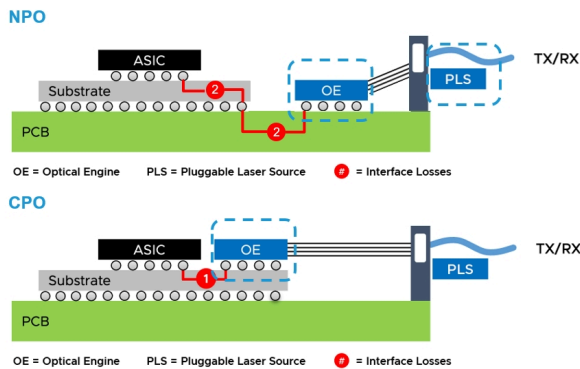 NPO
ASIC
TX/RX
Substrate
2
OE
PLS
PCB
2
OE = Optical Engine PLS = Pluggable Laser Source # = Interface Losses
CPO
ASIC
OE
TX/RX
Substrate
1
PLS
PCB
OE = Optical Engine PLS = Pluggable Laser Source # = Interface Losses